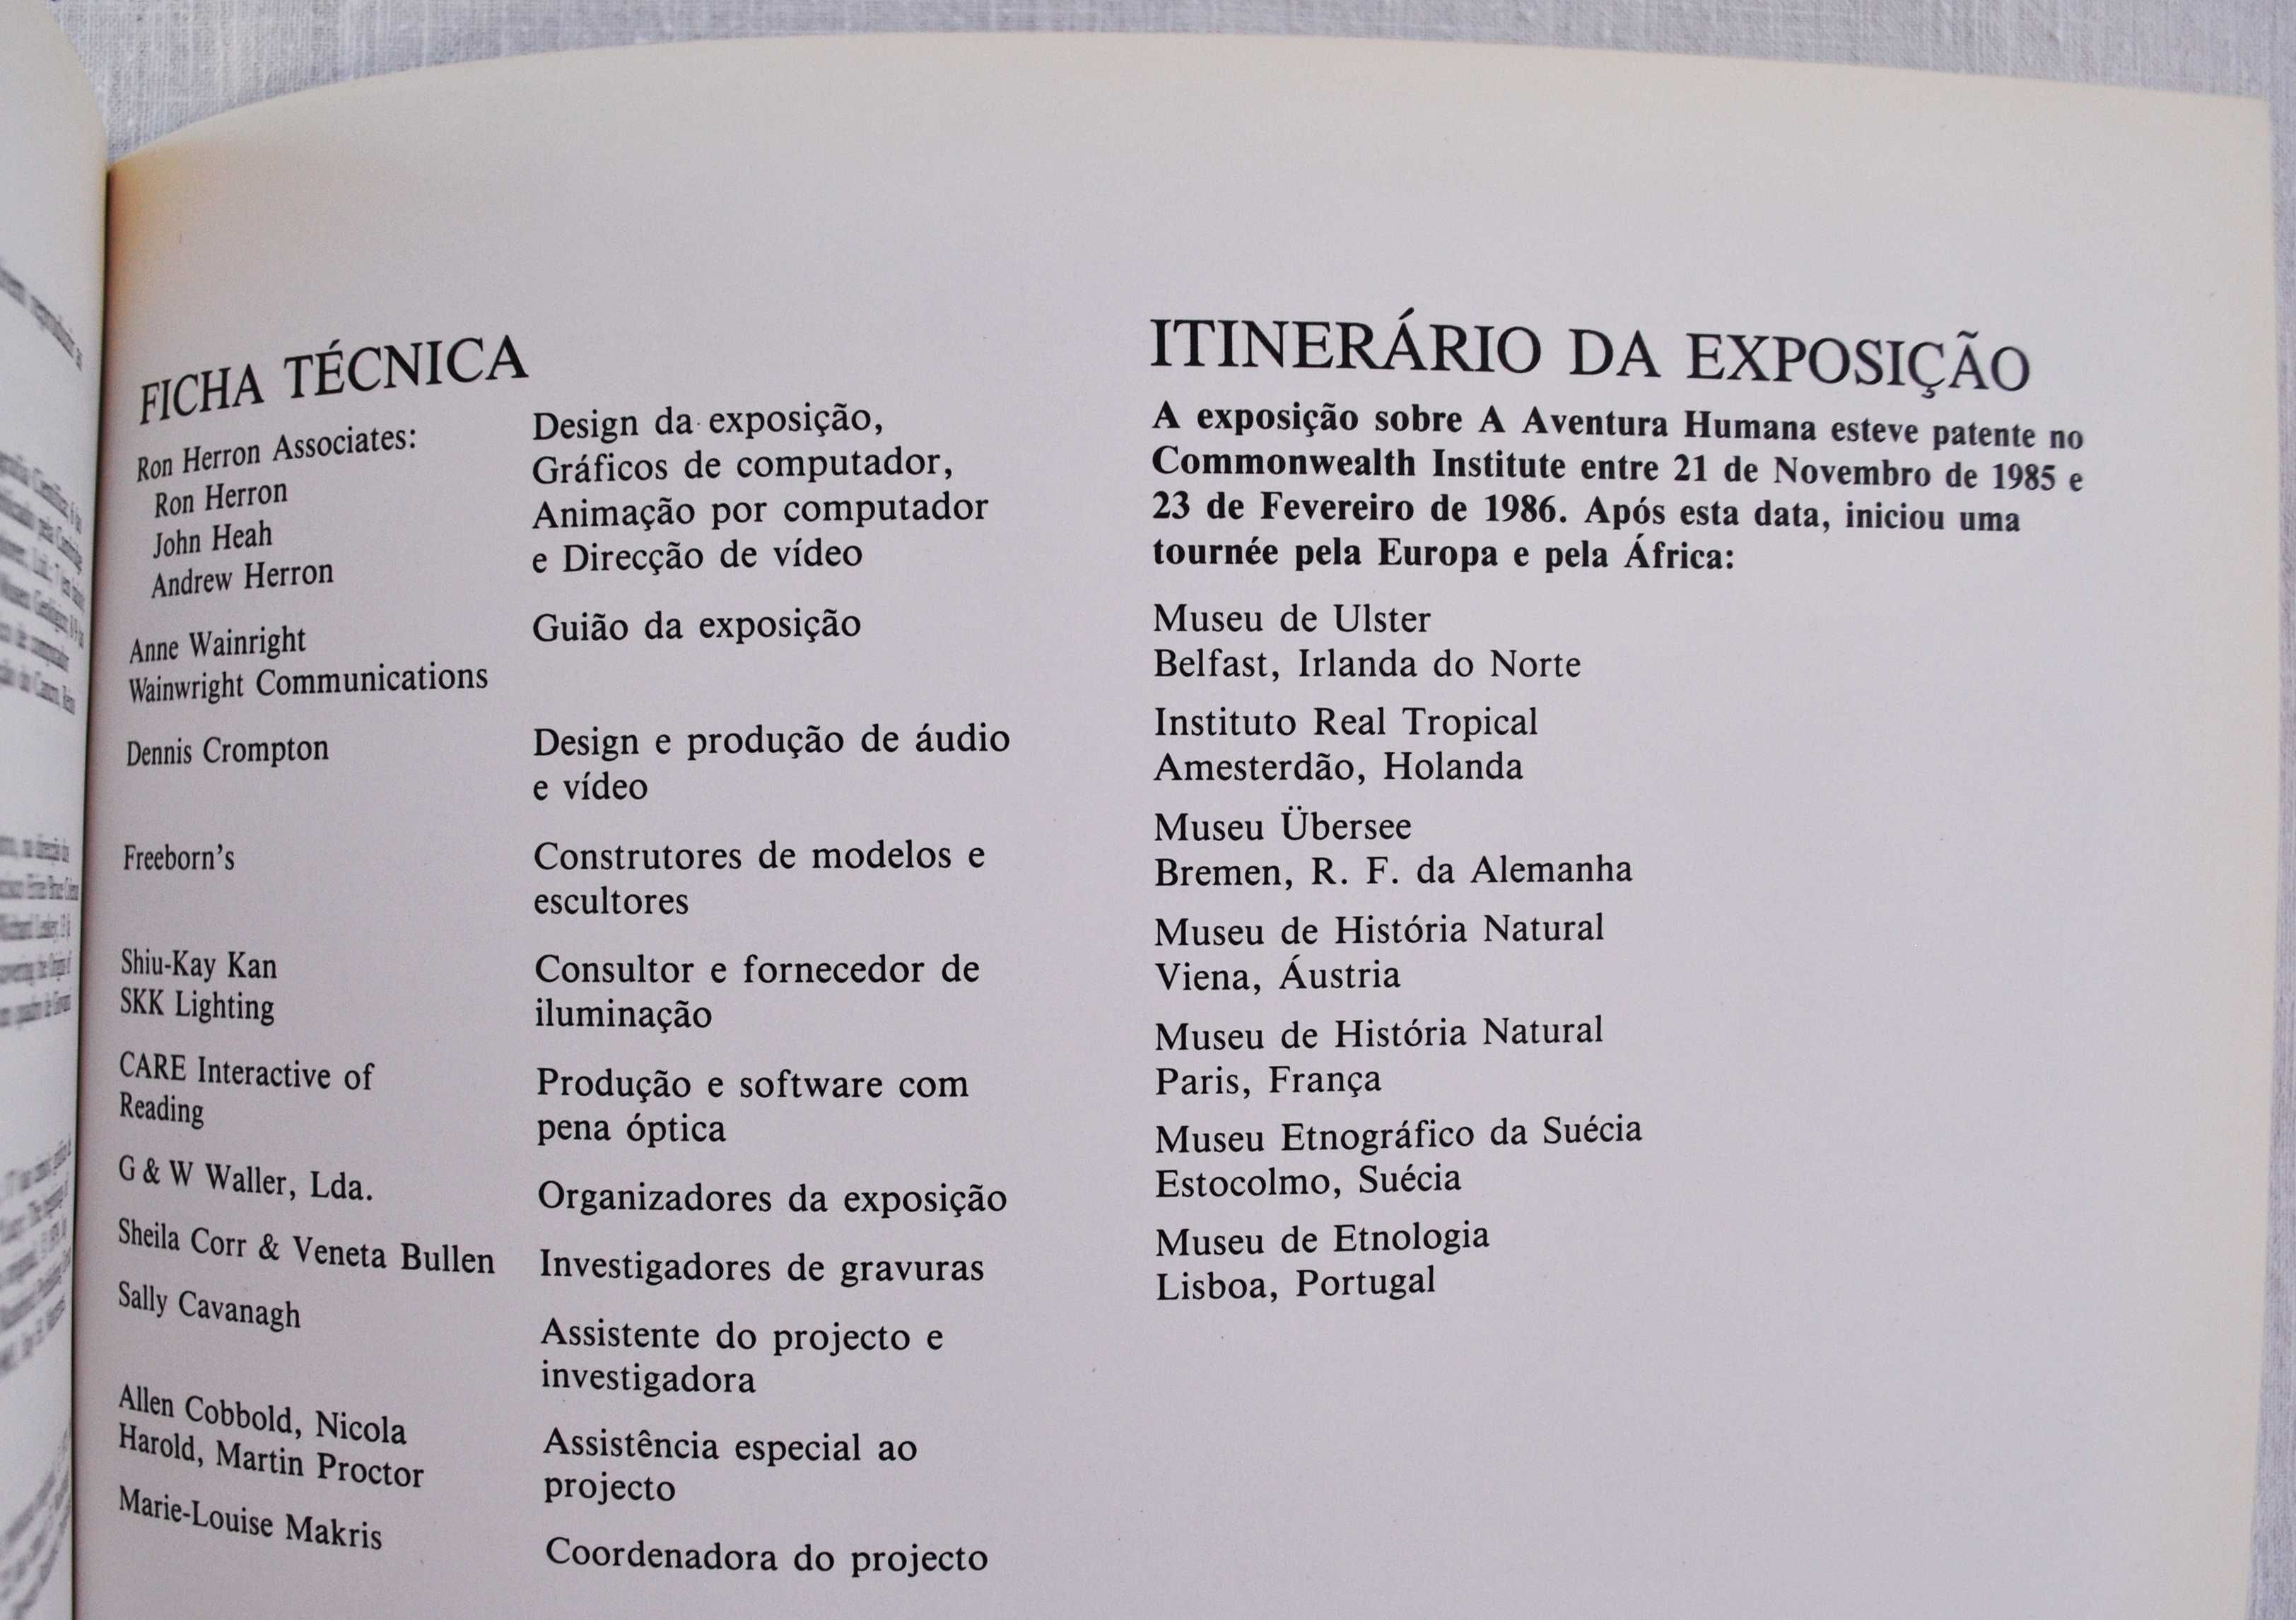 FICHA TÉCNICA
Ron Herron Associates:
Ron Herron
John Heah
Andrew Herron
Design da exposição,
Gráficos de computador,
Animação por computador
e Direcção de vídeo
Anne Wainright
Wainwright Communications
Guião da exposição
Dennis Crompton
Design e produção de áudio
e vídeo
Freeborn's
Construtores de modelos e
escultores
Shiu-Kay Kan
SKK Lighting
Consultor e fornecedor de
iluminação
CARE Interactive of
Reading
Produção e software com
pena óptica
G & W Waller, Lda.
Organizadores da exposição
Sheila Corr & Veneta Bullen
Investigadores de gravuras
Sally Cavanagh
Assistente do projecto e
investigadora
Allen Cobbold, Nicola
Harold, Martin Proctor
Assistência especial ao
projecto
Marie-Louise Makris
Coordenadora do projecto
ITINERÁRIO DA EXPOSIÇÃO
A exposição sobre A Aventura Humana esteve patente no
Commonwealth Institute entre 21 de Novembro de 1985 e
23 de Fevereiro de 1986. Após esta data, iniciou uma
tournée pela Europa e pela África:
Museu de Ulster
Belfast, Irlanda do Norte
Instituto Real Tropical
Amesterdão, Holanda
Museu Übersee
Bremen, R. F. da Alemanha
Museu de História Natural
Viena, Áustria
Museu de História Natural
Paris, França
Museu Etnográfico da Suécia
Estocolmo, Suécia
Museu de Etnologia
Lisboa, Portugal